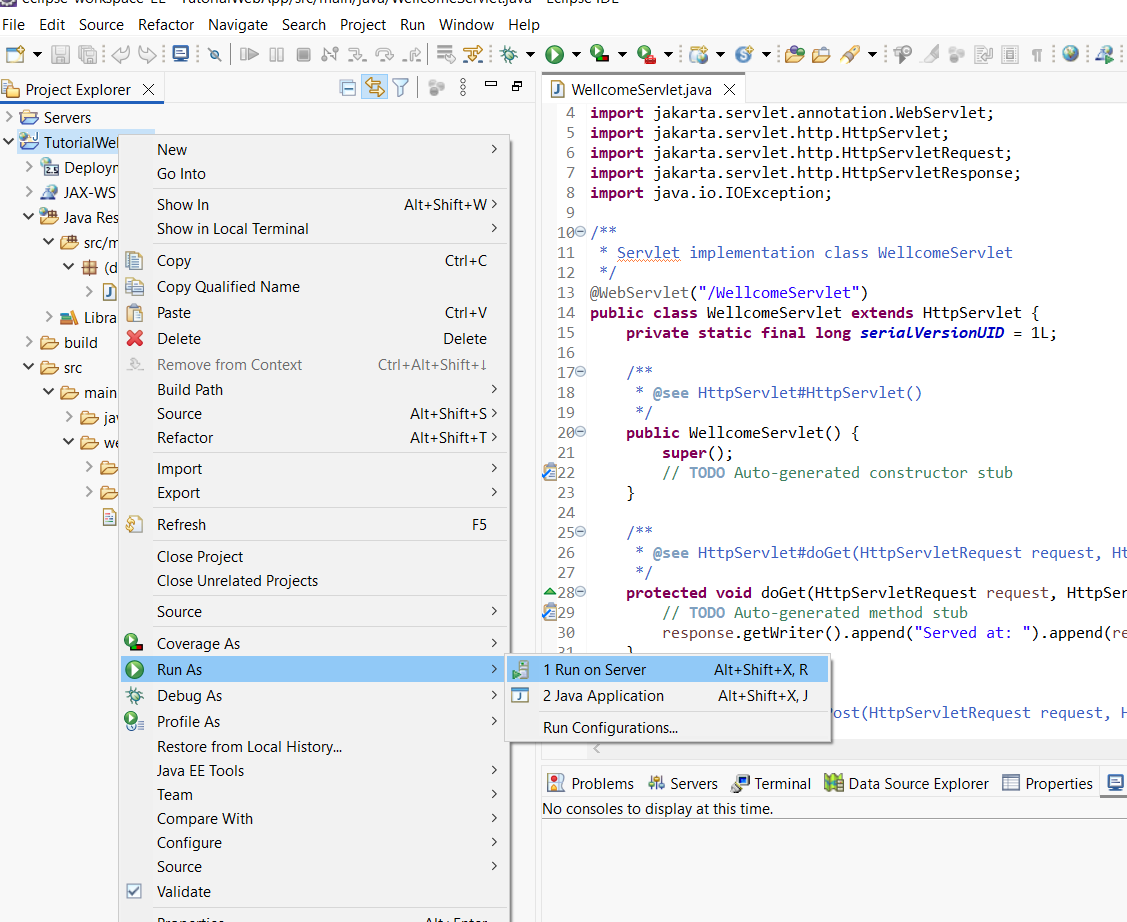 eclipse-workspace-EE - TutorialWebApp/src/main/java/WellcomeServlet.java - Eclipse IDE
File Edit Source Refactor Navigate Search Project Run Window Help
Project Explorer
Servers
TutorialWe
Deployn
JAX-WS
Java Res
src/m
(d
Libra
build
src
main
ja
we
New
Go Into
Show In Alt+Shift+W
Show in Local Terminal
Copy Ctrl+C
Copy Qualified Name
Paste Ctrl+V
Delete Delete
Remove from Context Ctrl+Alt+Shift+↓
Build Path
Source Alt+Shift+S
Refactor Alt+Shift+T
Import
Export
Refresh F5
Close Project
Close Unrelated Projects
Source
Coverage As
Run As
Debug As
Profile As
Restore from Local History...
Java EE Tools
Team
Compare With
Configure
Source
Validate
Properties Alt+Enter
1 Run on Server Alt+Shift+X, R
2 Java Application Alt+Shift+X, J
Run Configurations...
WellcomeServlet.java
4 import jakarta.servlet.annotation.WebServlet;
5 import jakarta.servlet.http.HttpServlet;
6 import jakarta.servlet.http.HttpServletRequest;
7 import jakarta.servlet.http.HttpServletResponse;
8 import java.io.IOException;
9
10 /**
11 * Servlet implementation class WellcomeServlet
12 */
13 @WebServlet("/WellcomeServlet")
14 public class WellcomeServlet extends HttpServlet {
15 private static final long serialVersionUID = 1L;
16
17 /**
18 * @see HttpServlet#HttpServlet()
19 */
20 public WellcomeServlet() {
21 super();
22 // TODO Auto-generated constructor stub
23 }
24
25 /**
26 * @see HttpServlet#doGet(HttpServletRequest request, Ht
27 */
28 protected void doGet(HttpServletRequest request, HttpSer
29 // TODO Auto-generated method stub
30 response.getWriter().append("Served at: ").append(re
31 }
ost(HttpServletRequest request, H
Problems Servers Terminal Data Source Explorer Properties
No consoles to display at this time.